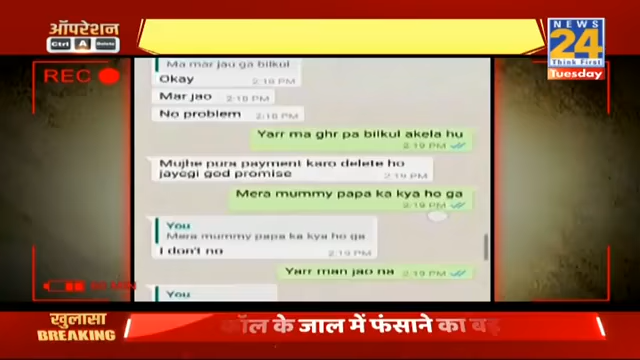 ऑपरेशन
Ctrl A Delete
NEWS
24
Think First
Tuesday
REC
Ma mar jau ga bilkul
Okay
2:18 PM
Mar jao 2:18 PM
No problem 2:18 PM
Yarr ma ghr pa bilkul akela hu
2:19 PM
Mujhe pura payment karo delete ho
jayegi god promise 2:19 PM
Mera mummy papa ka kya ho ga
2:19 PM
You
Mera mummy papa ka kya ho ga
I don't no 2:19 PM
Yarr man jao na 2:19 PM
You
खुलासा
BREAKING
कॉल के जाल में फंसाने का